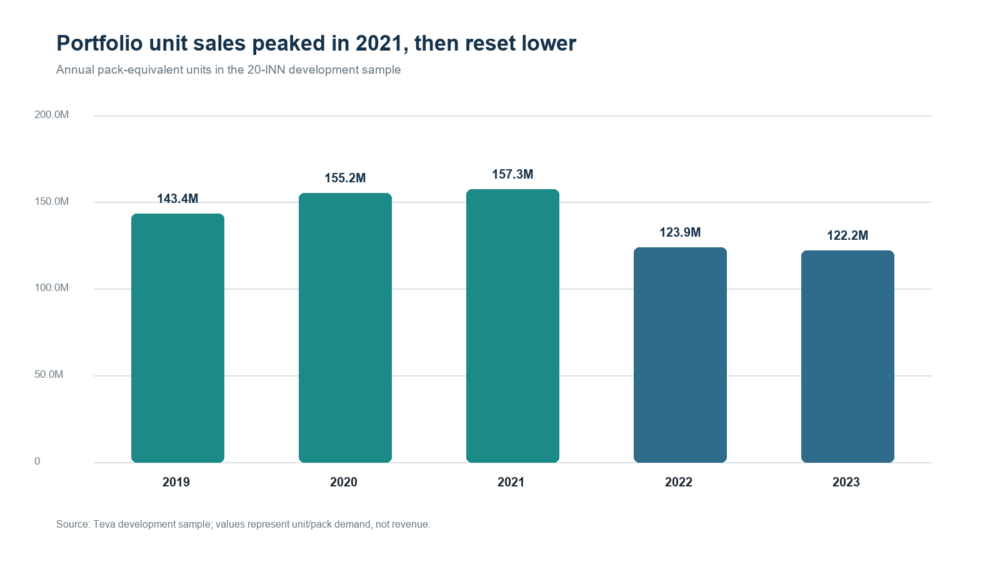 Portfolio unit sales peaked in 2021, then reset lower
Annual pack-equivalent units in the 20-INN development sample
200.0M
157.3M
155.2M
143.4M
150.0M
123.9M
122.2M
100.0M
50.0M
0
2019
2020
2021
2022
2023
Source: Teva development sample; values represent unit/pack demand, not revenue.